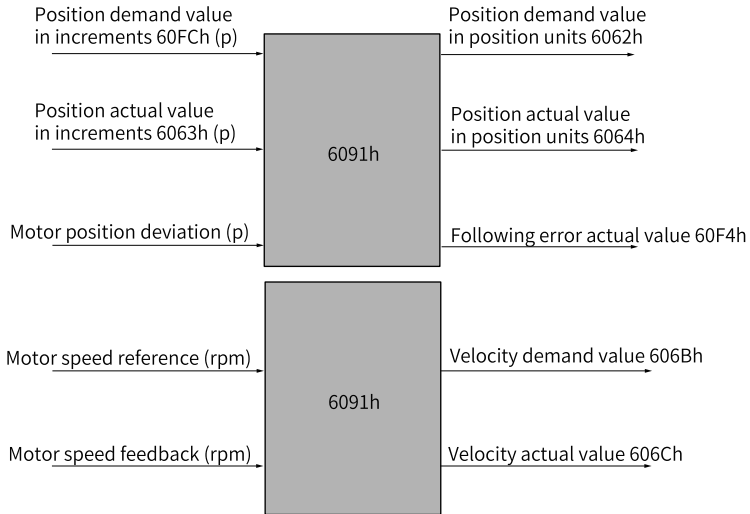 Position demand value
in increments 60FCh (p)
Position demand value
in position units 6062h
Position actual value
in increments 6063h (p)
6091h
Position actual value
in position units 6064h
Motor position deviation (p)
Following error actual value 60F4h
Motor speed reference (rpm)
Velocity demand value 606Bh
6091h
Motor speed feedback (rpm)
Velocity actual value 606Ch